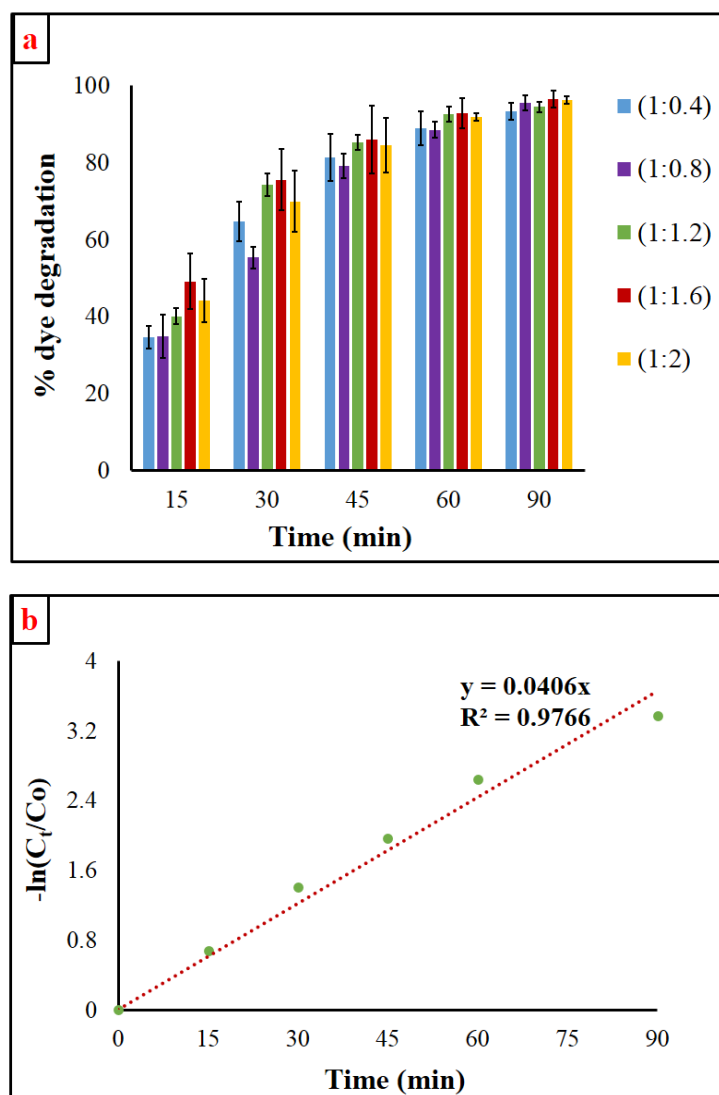 a
100
80
60
40
20
0
% dye degradation
15 30 45 60 90
Time (min)
(1:0.4)
(1:0.8)
(1:1.2)
(1:1.6)
(1:2)
b
4
3.2
2.4
1.6
0.8
0
-ln(Cₜ/Co)
y = 0.0406x
R² = 0.9766
0 15 30 45 60 75 90
Time (min)